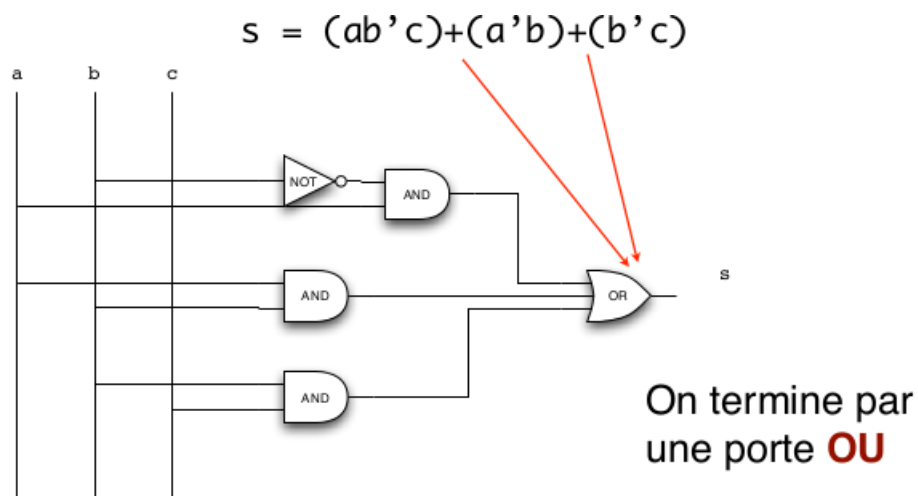 s = (ab’c)+(a’b)+(b’c)
a b c
NOT
AND
AND
OR
s
AND
On termine par
une porte OU